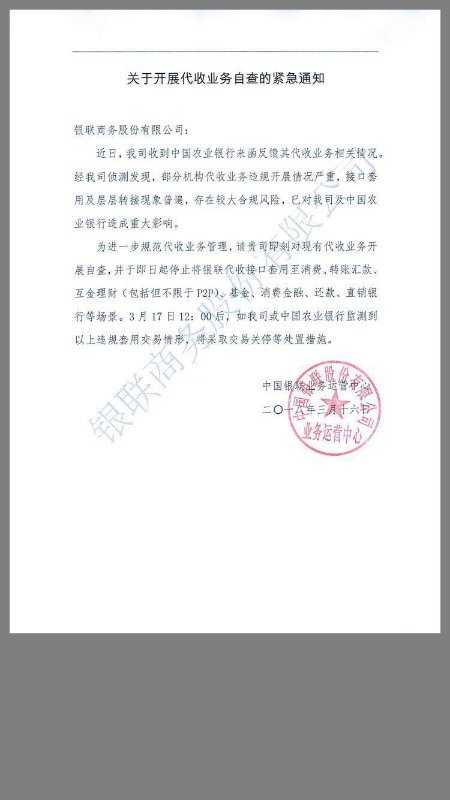 关于开展代收业务自查的紧急通知
银联商务股份有限公司：
近日，我司收到中国农业银行来函反馈其代收业务相关情况。
经我司侦测发现，部分机构代收业务违规开展情况严重，接口套
用及层层转接现象普遍，存在较大合规风险，已对我司及中国农
业银行造成重大影响。
为进一步规范代收业务管理，请贵司即刻对现有代收业务开
展自查，并于即日起停止将银联代收接口套用至消费、转账汇款、
互金理财（包括但不限于P2P）、基金、消费金融、还款、直销银
行等场景。3月17日12：00后，如我司或中国农业银行监测到
以上违规套用交易情形，将采取交易关停等处置措施。
中国银联业务运营中心
二〇一八年三月十六日
中国银联股份有限公司
业务运营中心
银联商务股份有限公司